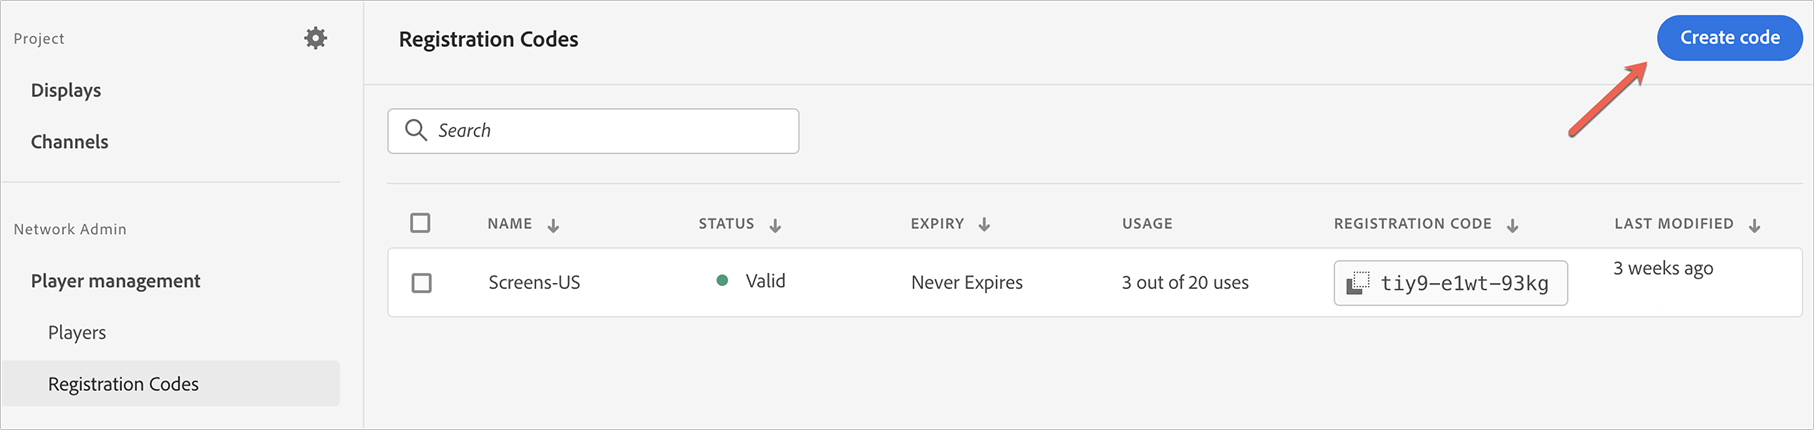 Project
Displays
Channels
Network Admin
Player management
Players
Registration Codes
Registration Codes
Create code
Search
NAME STATUS EXPIRY USAGE REGISTRATION CODE LAST MODIFIED
Screens-US Valid Never Expires 3 out of 20 uses tiy9-e1wt-93kg 3 weeks ago